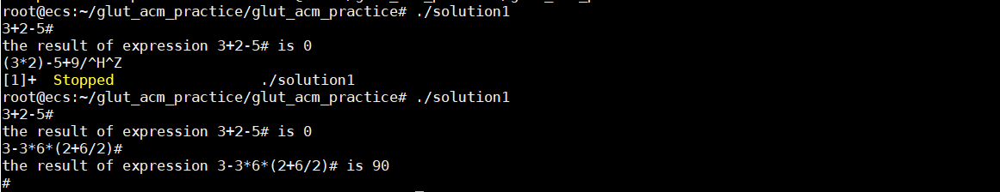 root@ecs:~/glut_acm_practice/glut_acm_practice# ./solution1
3+2-5#
the result of expression 3+2-5# is 0
(3*2)-5+9/^H^Z
[1]+  Stopped                 ./solution1
root@ecs:~/glut_acm_practice/glut_acm_practice# ./solution1
3+2-5#
the result of expression 3+2-5# is 0
3-3*6*(2+6/2)#
the result of expression 3-3*6*(2+6/2)# is 90
#